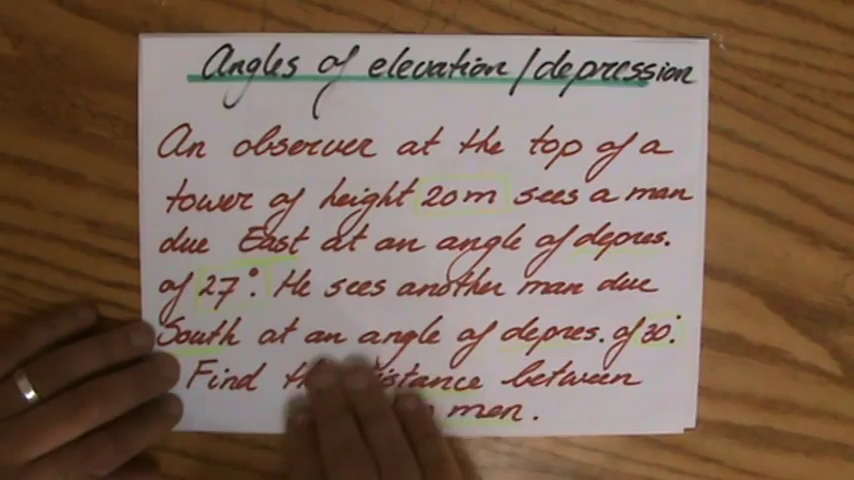 Angles of elevation/depression
An observer at the top of a
tower of height 20m sees a man
due East at an angle of depres.
of 27°. He sees another man due
South at an angle of depres. of 30°.
Find the distance between
men.